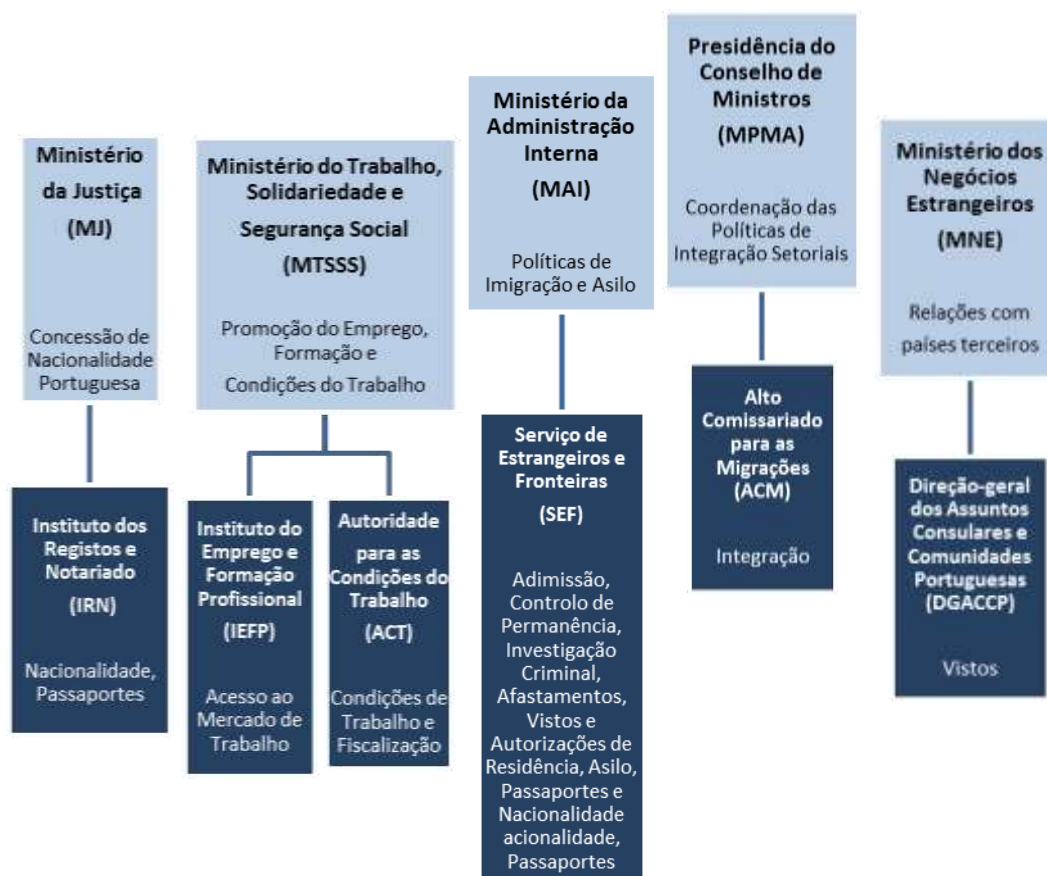 Ministério
da Justiça
(MJ)
Concessão de
Nacionalidade
Portuguesa
Instituto dos
Registos e
Notariado
(IRN)
Nacionalidade,
Passaportes
Ministério do Trabalho,
Solidariedade e
Segurança Social
(MTSSS)
Promoção do Emprego,
Formação e
Condições do Trabalho
Instituto do
Emprego e
Formação
Profissional
(IEFP)
Acesso ao
Mercado de
Trabalho
Autoridade
para as
Condições do
Trabalho
(ACT)
Condições de
Trabalho e
Fiscalização
Ministério da
Administração
Interna
(MAI)
Políticas de
Imigração e Asilo
Serviço de
Estrangeiros e
Fronteiras
(SEF)
Adimissão,
Controlo de
Permanência,
Investigação
Criminal,
Afastamentos,
Vistos e
Autorizações de
Residência, Asilo,
Passaportes e
Nacionalidade
acionalidade,
Passaportes
Presidência do
Conselho de
Ministros
(MPMA)
Coordenação das
Políticas de
Integração Setoriais
Alto
Comissariado
para as
Migrações
(ACM)
Integração
Ministério dos
Negócios
Estrangeiros
(MNE)
Relações com
países terceiros
Direção-geral
dos Assuntos
Consulares e
Comunidades
Portuguesas
(DGACCP)
Vistos